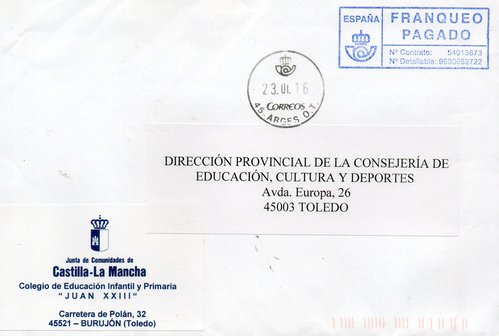 ESPAÑA
FRANQUEO
PAGADO
Nº Contrato: 54013873
Nº Detallable: 9983662722
23.VI.16
CORREOS
45-ARGES O.T.
DIRECCIÓN PROVINCIAL DE LA CONSEJERÍA DE
EDUCACIÓN, CULTURA Y DEPORTES
Avda. Europa, 26
45003 TOLEDO
Junta de Comunidades de
Castilla-La Mancha
Colegio de Educación Infantil y Primaria
"JUAN XXIII"
Carretera de Polán, 32
45521 – BURUJÓN (Toledo)